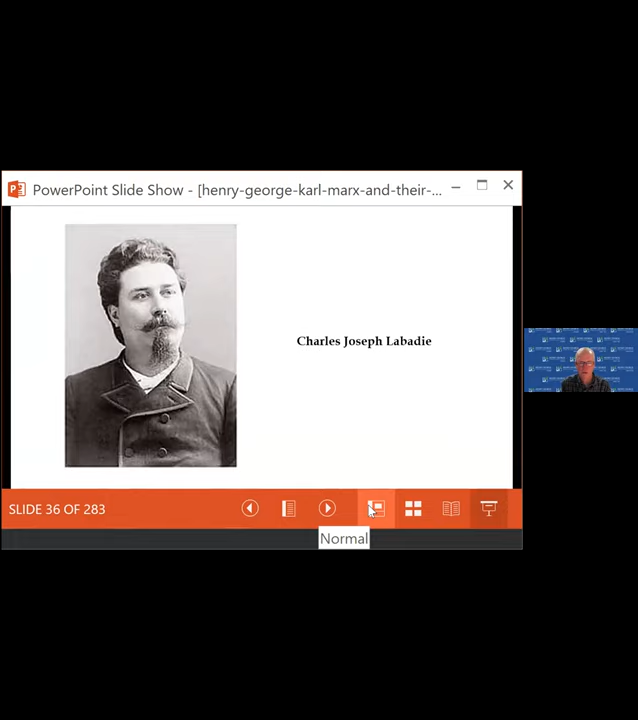 PowerPoint Slide Show - [henry-george-karl-marx-and-their-...
Charles Joseph Labadie
SLIDE 36 OF 283
Normal